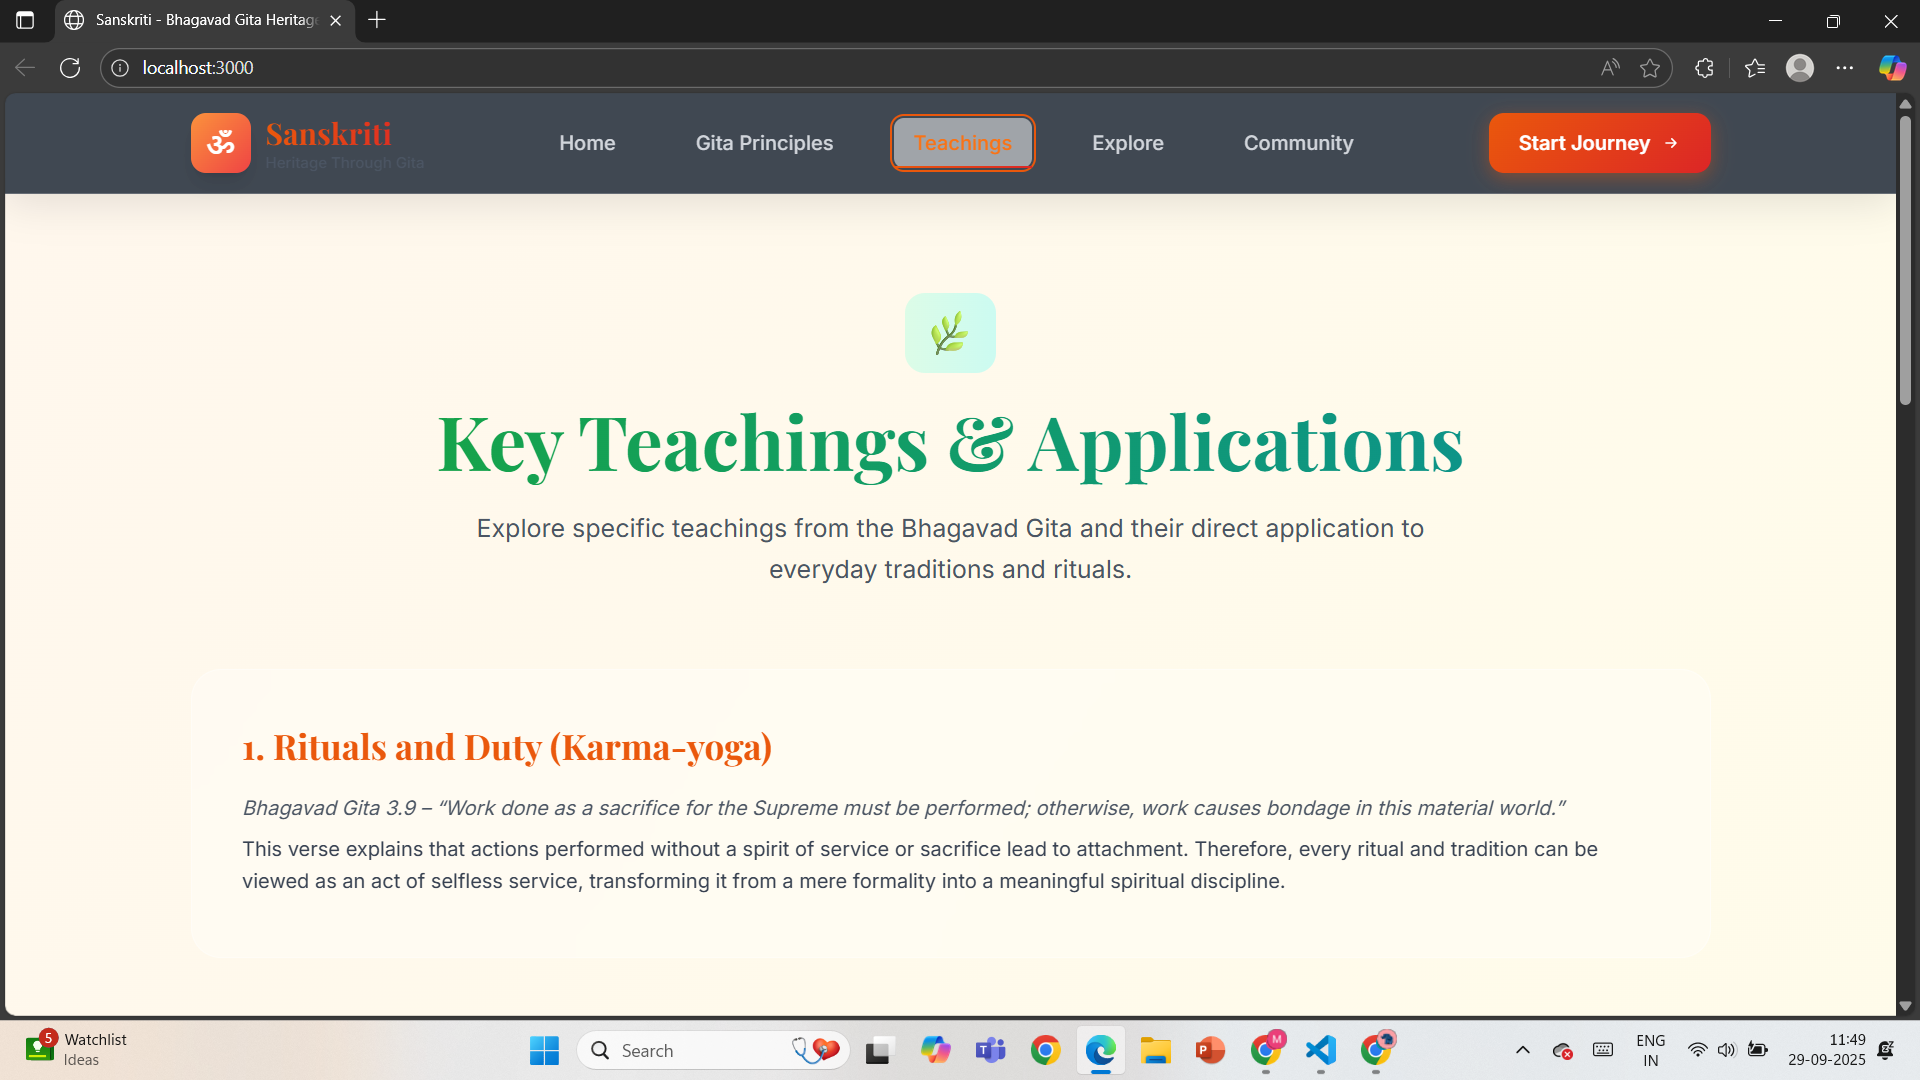 Sanskriti - Bhagavad Gita Heritag
localhost:3000
ॐ
Sanskriti
Heritage Through Gita
Home
Gita Principles
Teachings
Explore
Community
Start Journey →
Key Teachings & Applications
Explore specific teachings from the Bhagavad Gita and their direct application to
everyday traditions and rituals.
1. Rituals and Duty (Karma-yoga)
Bhagavad Gita 3.9 – “Work done as a sacrifice for the Supreme must be performed; otherwise, work causes bondage in this material world.”
This verse explains that actions performed without a spirit of service or sacrifice lead to attachment. Therefore, every ritual and tradition can be
viewed as an act of selfless service, transforming it from a mere formality into a meaningful spiritual discipline.
5
Watchlist
Ideas
Search
M
ENG
IN
11:49
29-09-2025